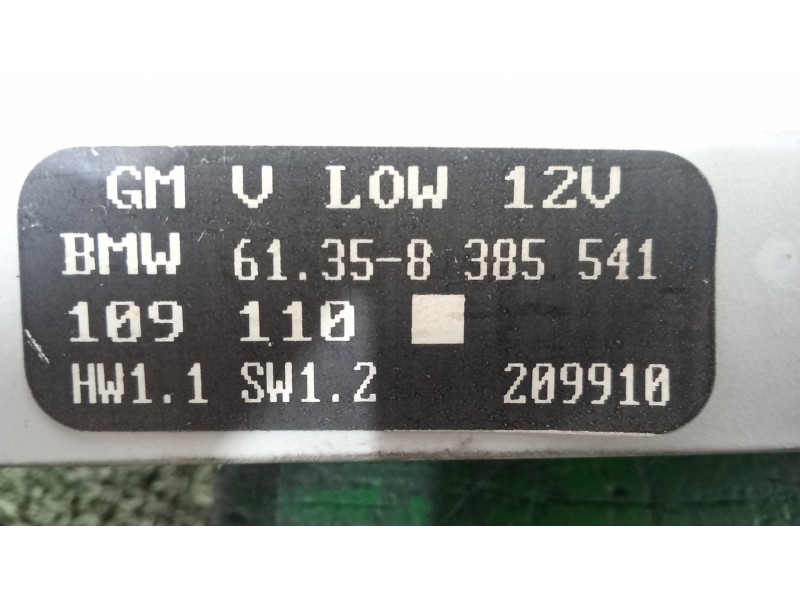 GM V LOW 12V
BMW 61.35-8 385 541
109 110
HW1.1 SW1.2 209910